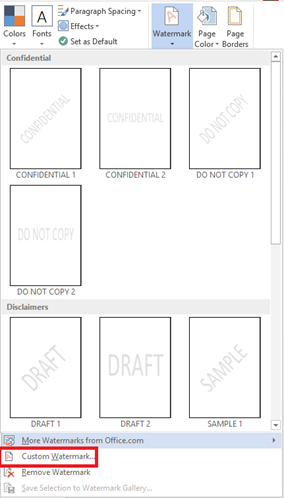 Colors
Fonts
Paragraph Spacing
Effects
Set as Default
Watermark
Page Color
Page Borders
Confidential
CONFIDENTIAL
CONFIDENTIAL
DO NOT COPY
CONFIDENTIAL 1
CONFIDENTIAL 2
DO NOT COPY 1
DO NOT COPY
DO NOT COPY 2
Disclaimers
DRAFT
DRAFT
SAMPLE
DRAFT 1
DRAFT 2
SAMPLE 1
More Watermarks from Office.com
Custom Watermark...
Remove Watermark
Save Selection to Watermark Gallery...